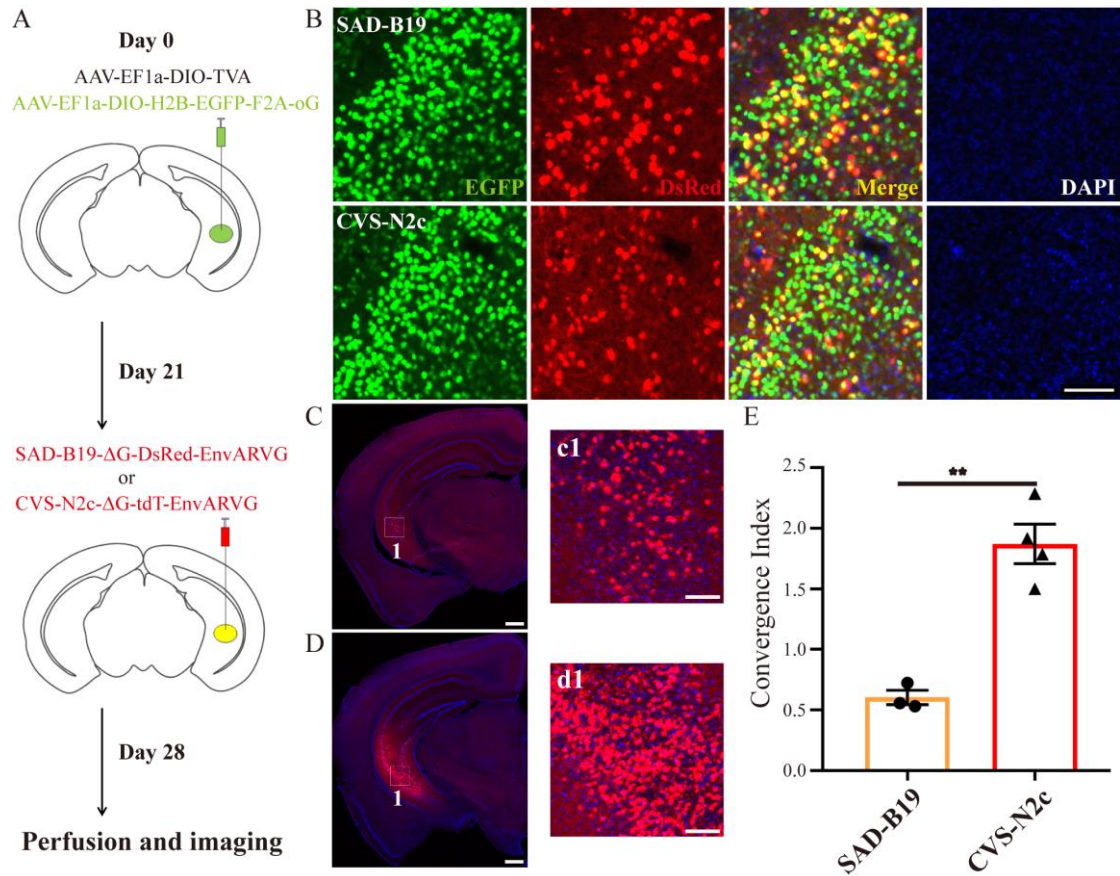 A
Day 0
AAV-EF1a-DIO-TVA
AAV-EF1a-DIO-H2B-EGFP-F2A-oG
Day 21
SAD-B19-ΔG-DsRed-EnvARVG
or
CVS-N2c-ΔG-tdT-EnvARVG
Day 28
Perfusion and imaging
B
SAD-B19
EGFP
DsRed
Merge
DAPI
CVS-N2c
C
1
c1
D
1
d1
E
**
Convergence Index
2.5
2.0
1.5
1.0
0.5
0.0
SAD-B19
CVS-N2c